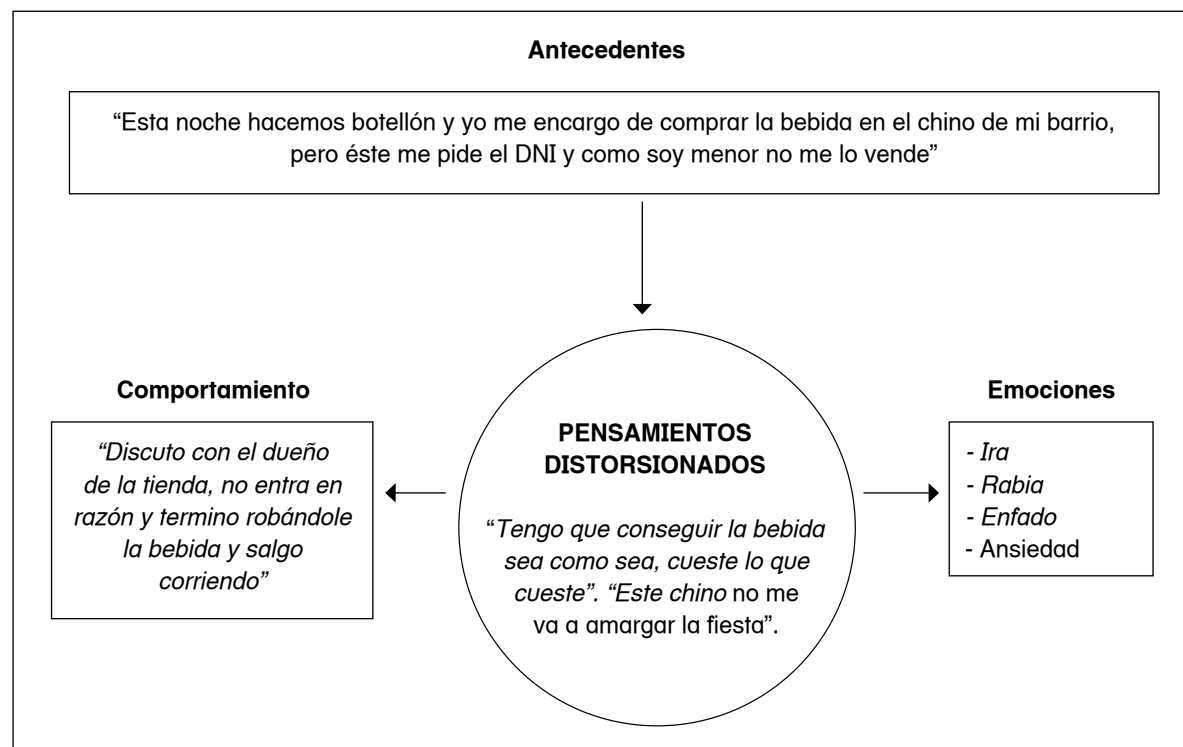 Antecedentes
“Esta noche hacemos botellón y yo me encargo de comprar la bebida en el chino de mi barrio,
pero éste me pide el DNI y como soy menor no me lo vende”
Comportamiento
“Discuto con el dueño
de la tienda, no entra en
razón y termino robándole
la bebida y salgo
corriendo”
PENSAMIENTOS
DISTORSIONADOS
“Tengo que conseguir la bebida
sea como sea, cueste lo que
cueste”. “Este chino no me
va a amargar la fiesta”.
Emociones
- Ira
- Rabia
- Enfado
- Ansiedad